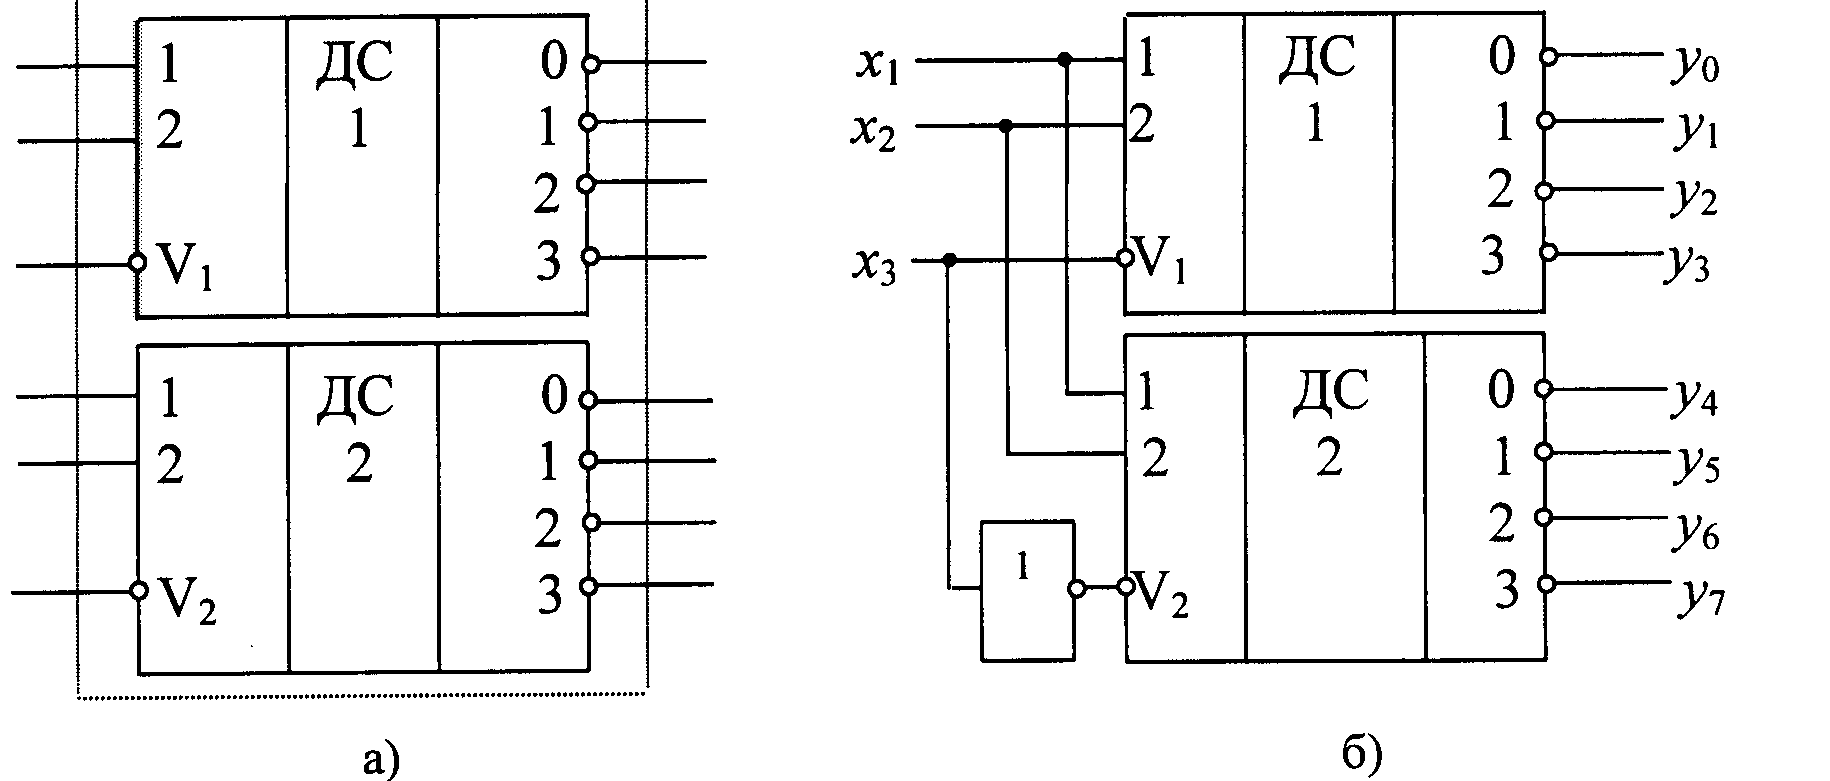 1 ДС 0
2 1 1
2
V₁ 3
1 ДС 0
2 2 1
2
V₂ 3
а)
x₁ 1 ДС 0 y₀
x₂ 2 1 1 y₁
2 y₂
x₃ V₁ 3 y₃
1 ДС 0 y₄
2 2 1 y₅
1 2 y₆
V₂ 3 y₇
б)